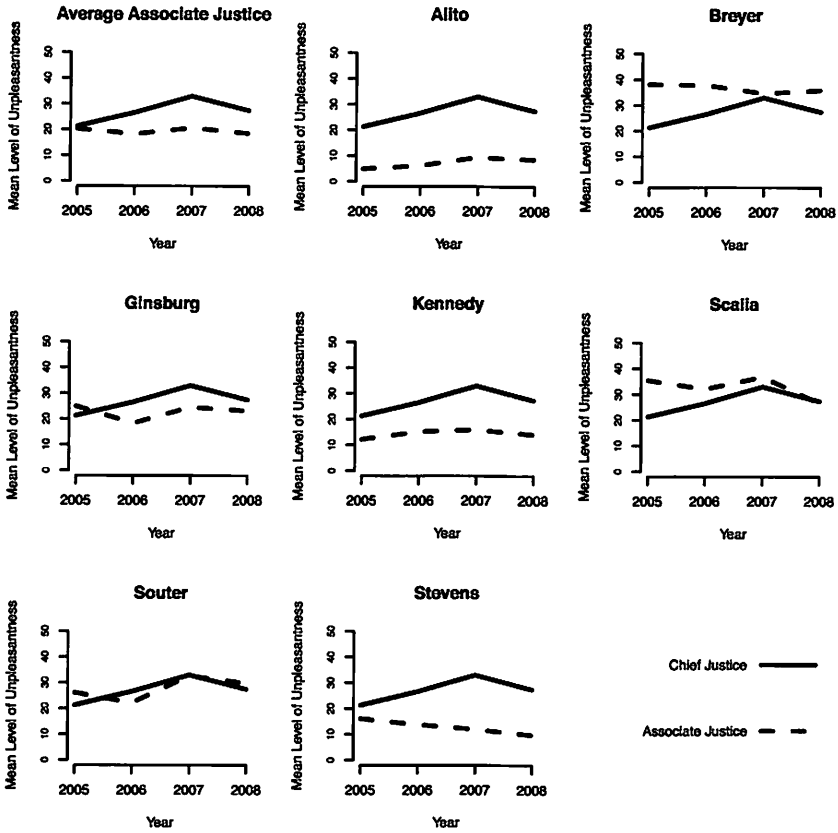 Average Associate Justice
Mean Level of Unpleasantness
50
40
30
20
10
0
2005 2006 2007 2008
Year
Alito
Mean Level of Unpleasantness
50
40
30
20
10
0
2005 2006 2007 2008
Year
Breyer
Mean Level of Unpleasantness
50
40
30
20
10
0
2005 2006 2007 2008
Year
Ginsburg
Mean Level of Unpleasantness
50
40
30
20
10
0
2005 2006 2007 2008
Year
Kennedy
Mean Level of Unpleasantness
50
40
30
20
10
0
2005 2006 2007 2008
Year
Scalia
Mean Level of Unpleasantness
50
40
30
20
10
0
2005 2006 2007 2008
Year
Souter
Mean Level of Unpleasantness
50
40
30
20
10
0
2005 2006 2007 2008
Year
Stevens
Mean Level of Unpleasantness
50
40
30
20
10
0
2005 2006 2007 2008
Year
Chief Justice
Associate Justice